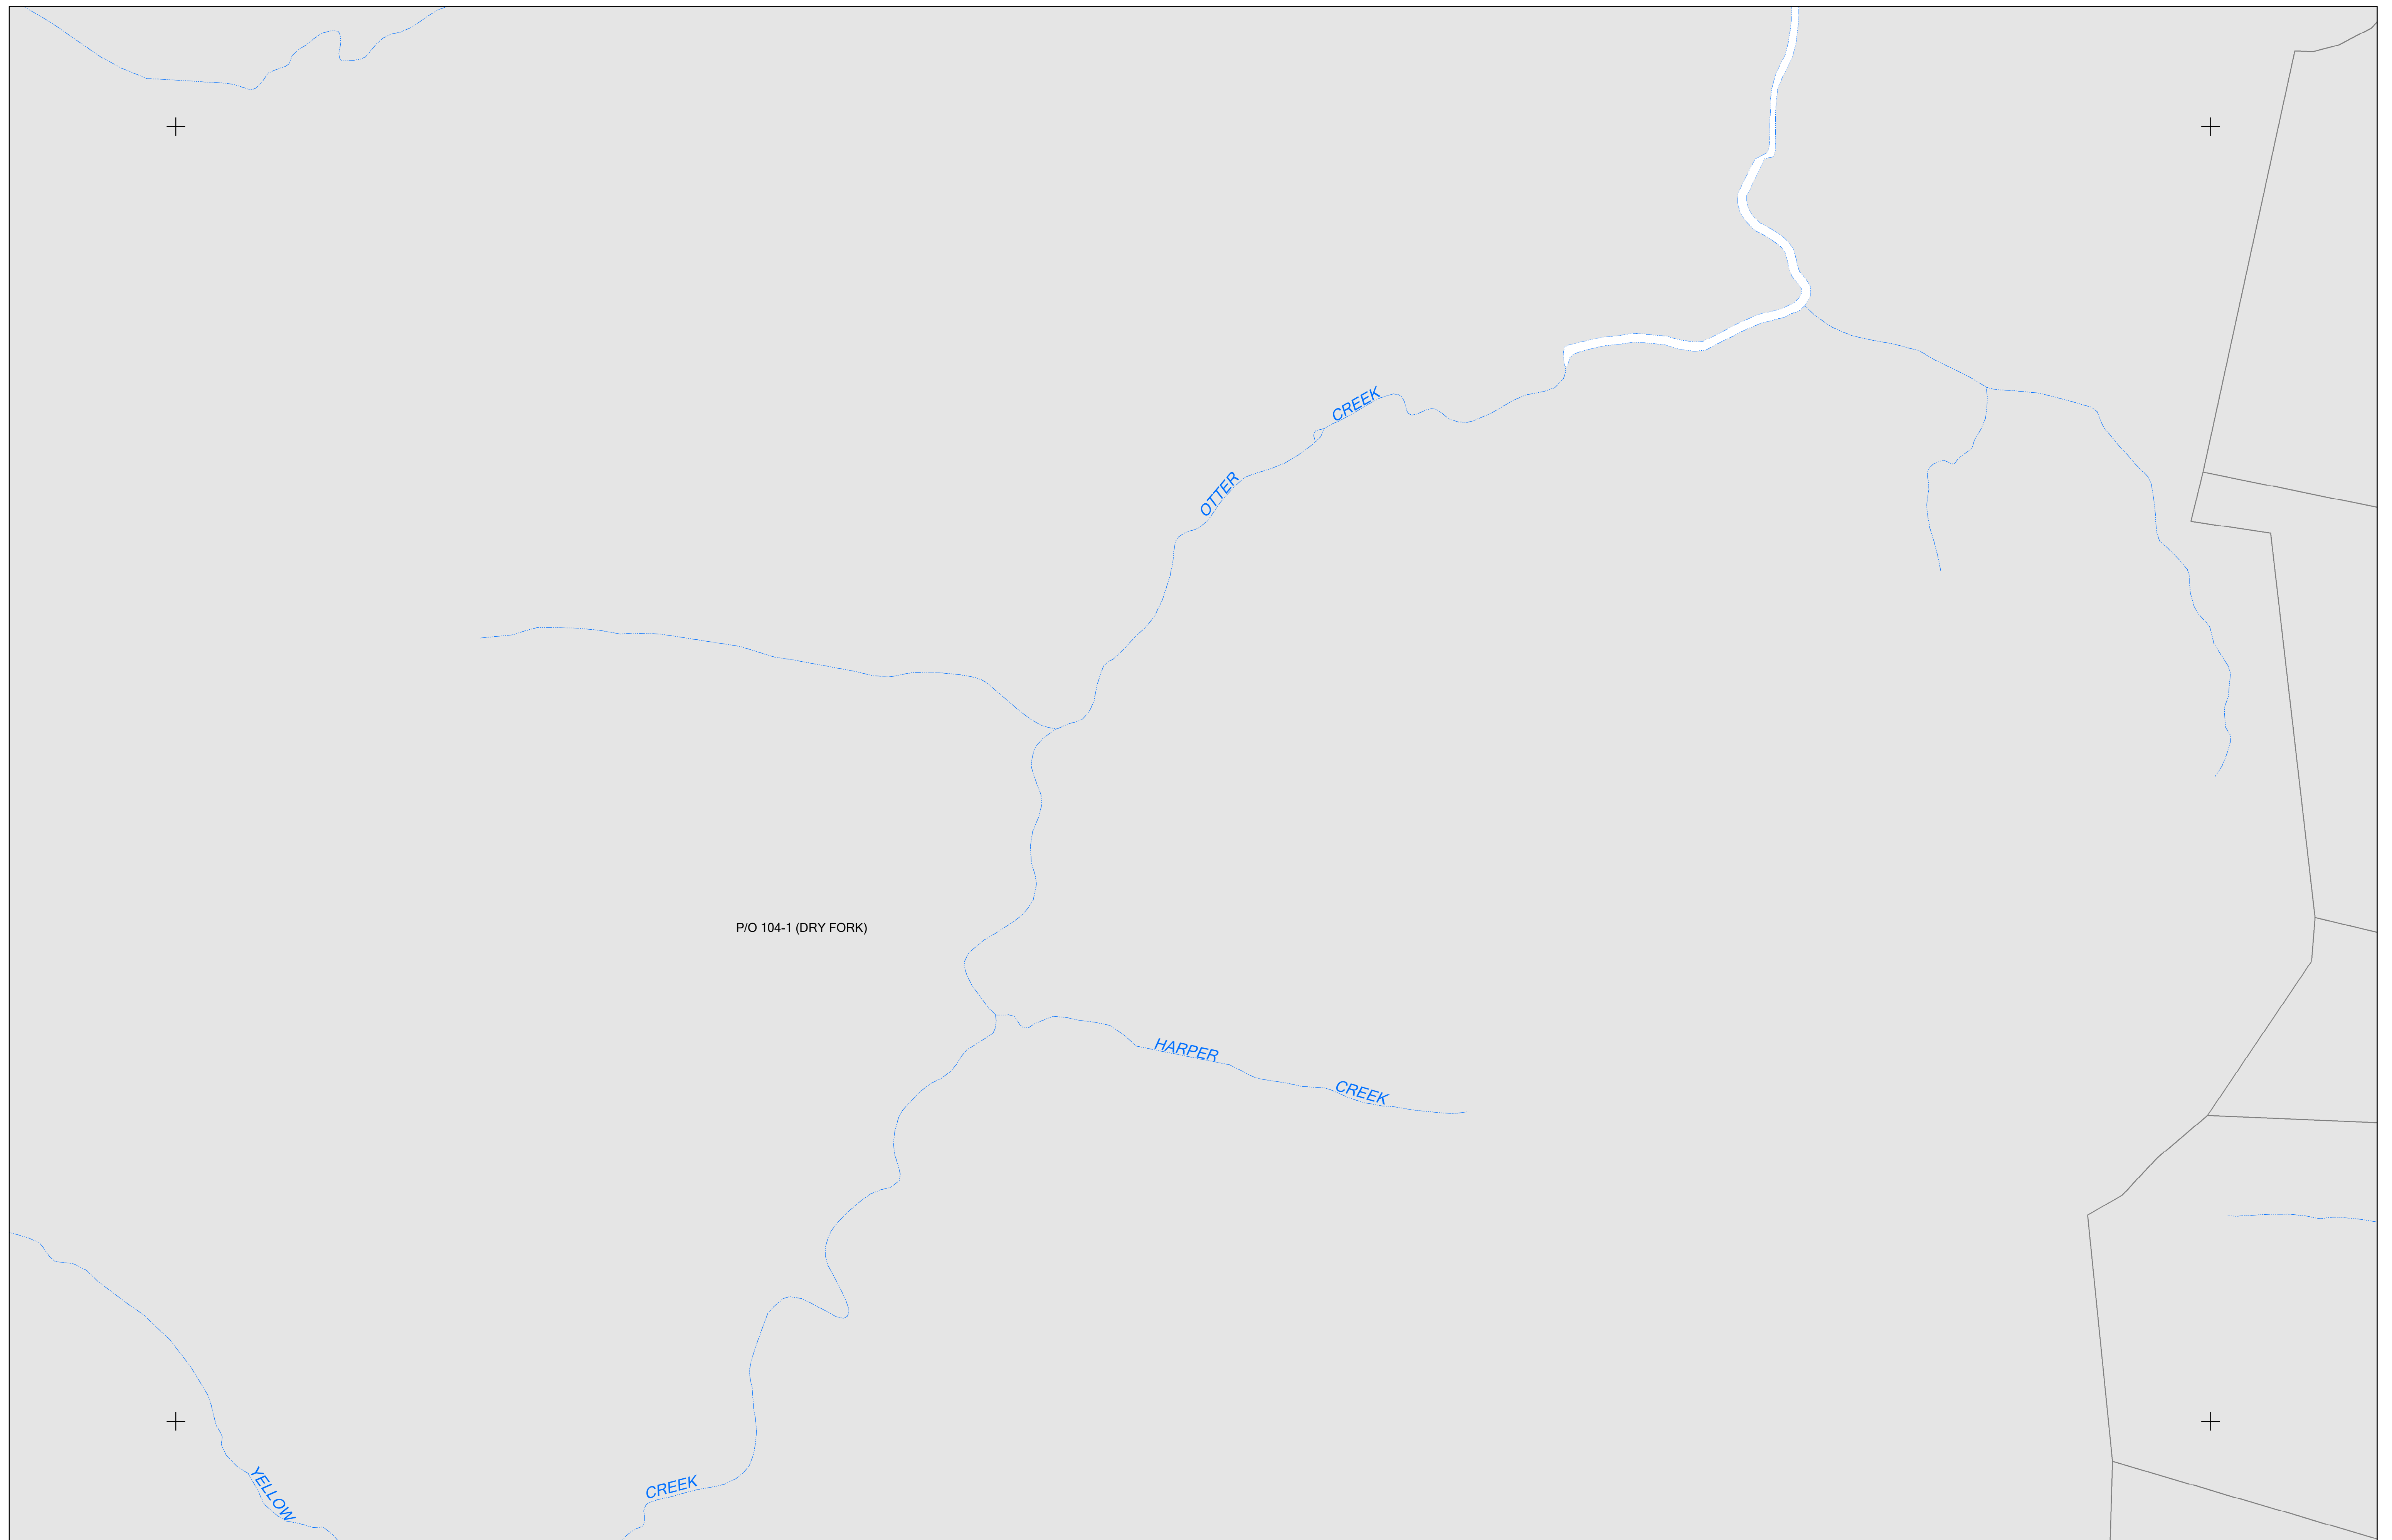 CREEK
OTTER
P/O 104-1 (DRY FORK)
HARPER
CREEK
YELLOW
CREEK